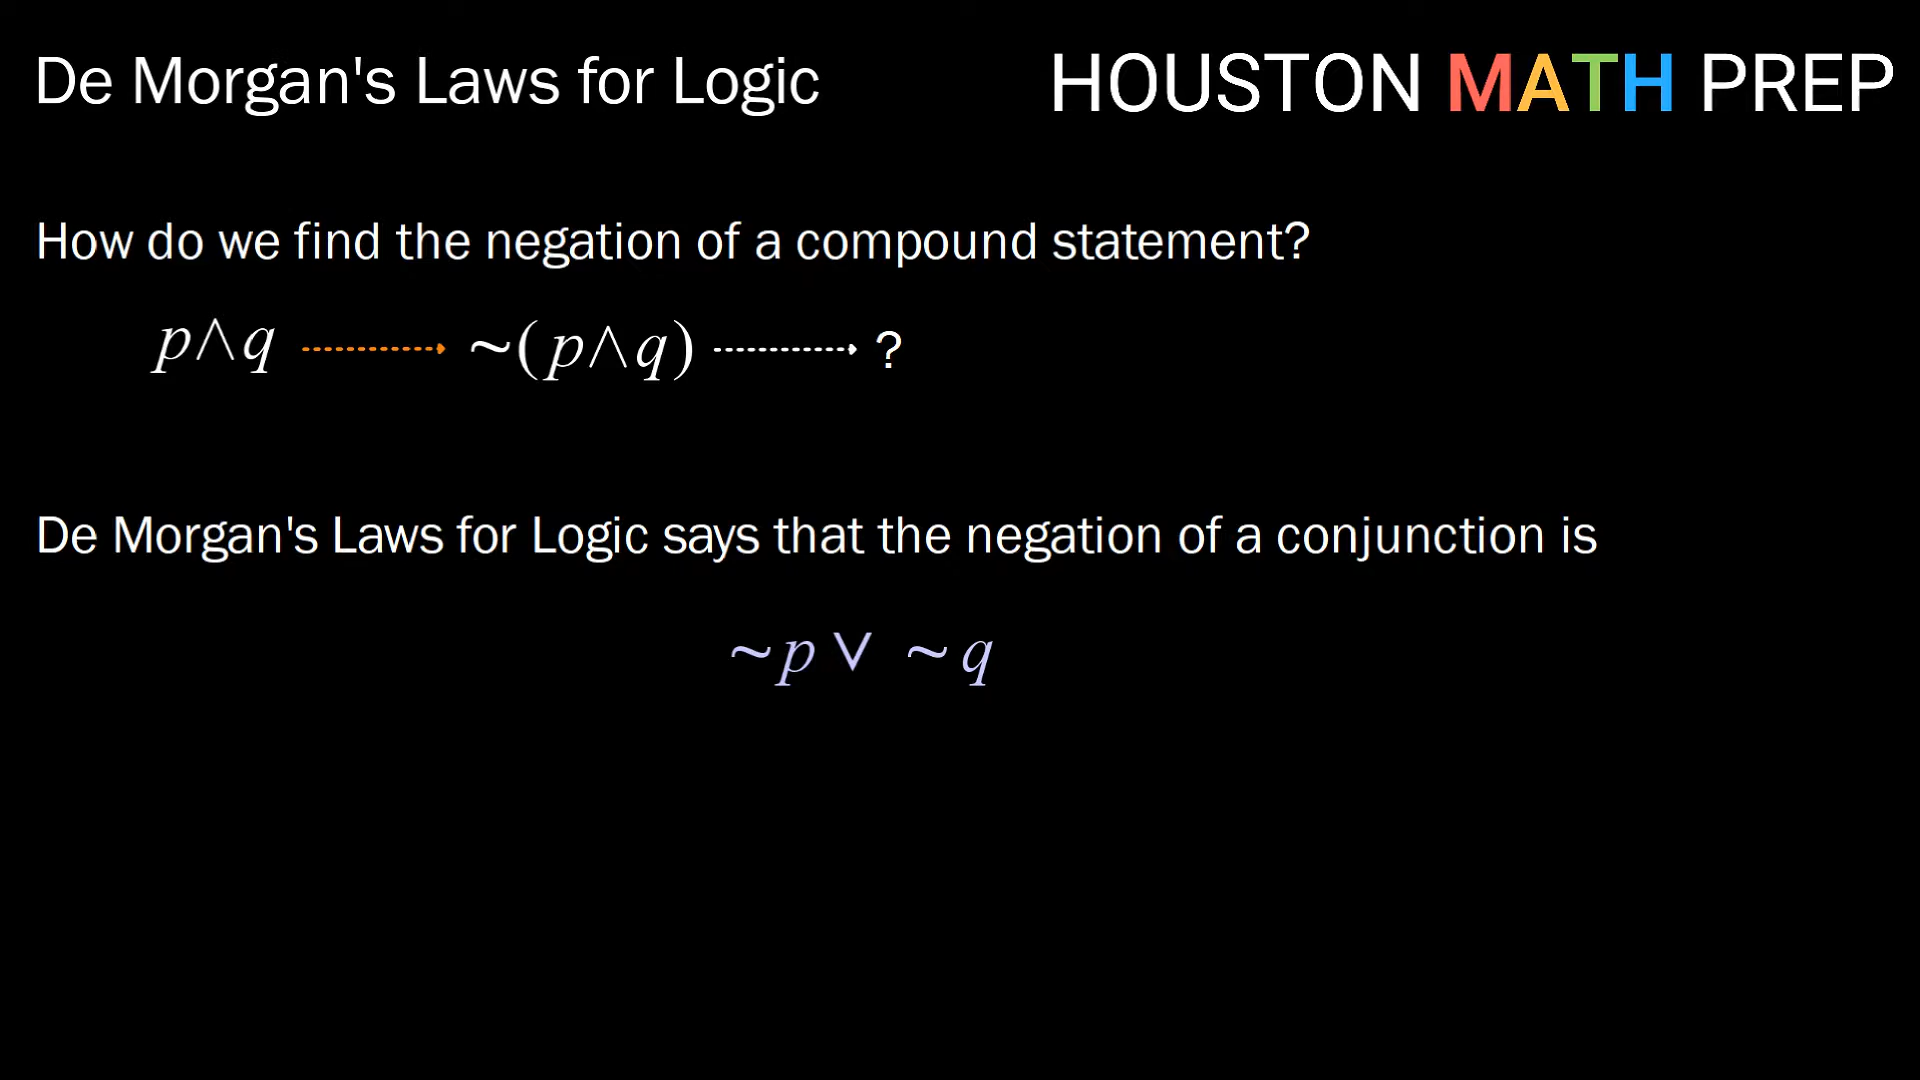 De Morgan's Laws for Logic
HOUSTON MATH PREP
How do we find the negation of a compound statement?
p∧q ~(p∧q) ?
De Morgan's Laws for Logic says that the negation of a conjunction is
~p ∨ ~q